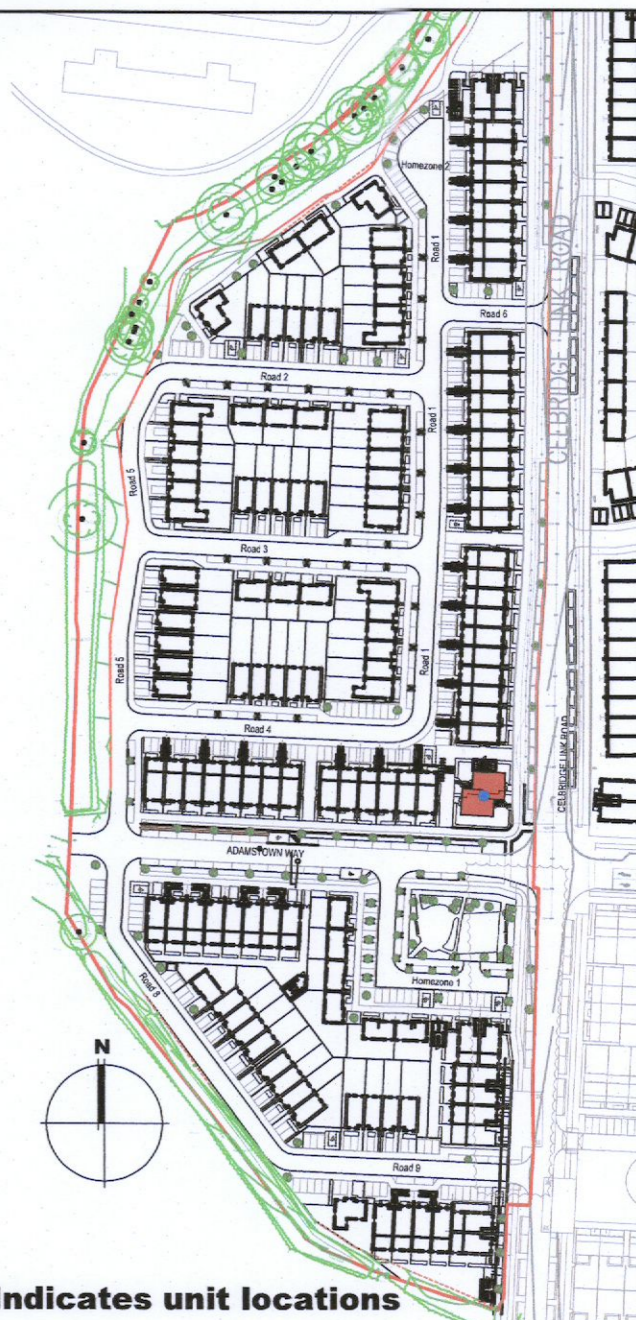 Homezone 2
Road 1
CELBRIDGE LINK ROAD
Road 6
Road 2
Road 1
Road 5
Road 3
Road 5
Road 1
Road 4
CELBRIDGE LINK ROAD
ADAMSTOWN WAY
Road 8
Homezone 1
N
Road 9
Indicates unit locations